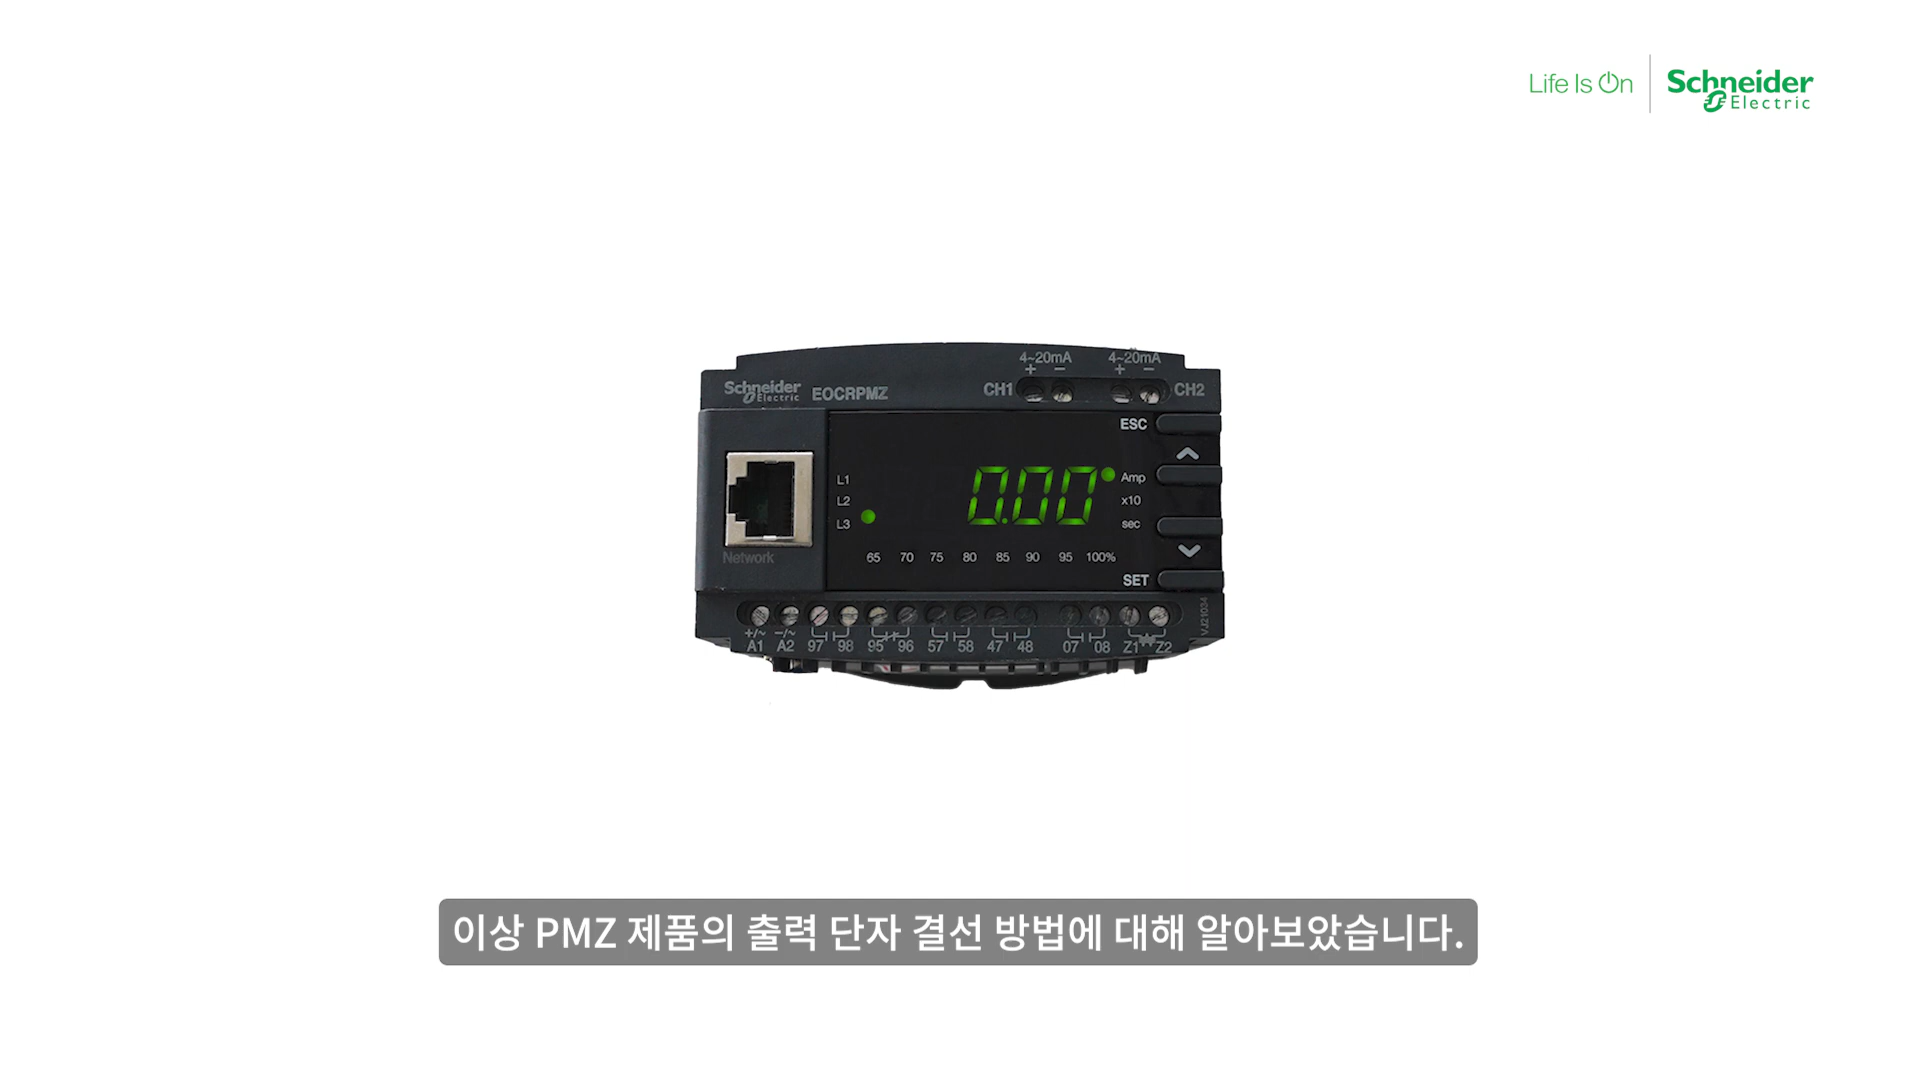 Life Is On
Schneider
Electric
4~20mA 4~20mA
+ − + −
Schneider
Electric
EOCRPMZ
CH1
CH2
ESC
L1
L2
L3
0.00
Amp
x10
sec
65 70 75 80 85 90 95 100%
Network
SET
VJ21034
+/~ −/~
A1 A2 97 98 95 96 57 58 47 48 07 08 Z1 Z2
이상 PMZ 제품의 출력 단자 결선 방법에 대해 알아보았습니다.